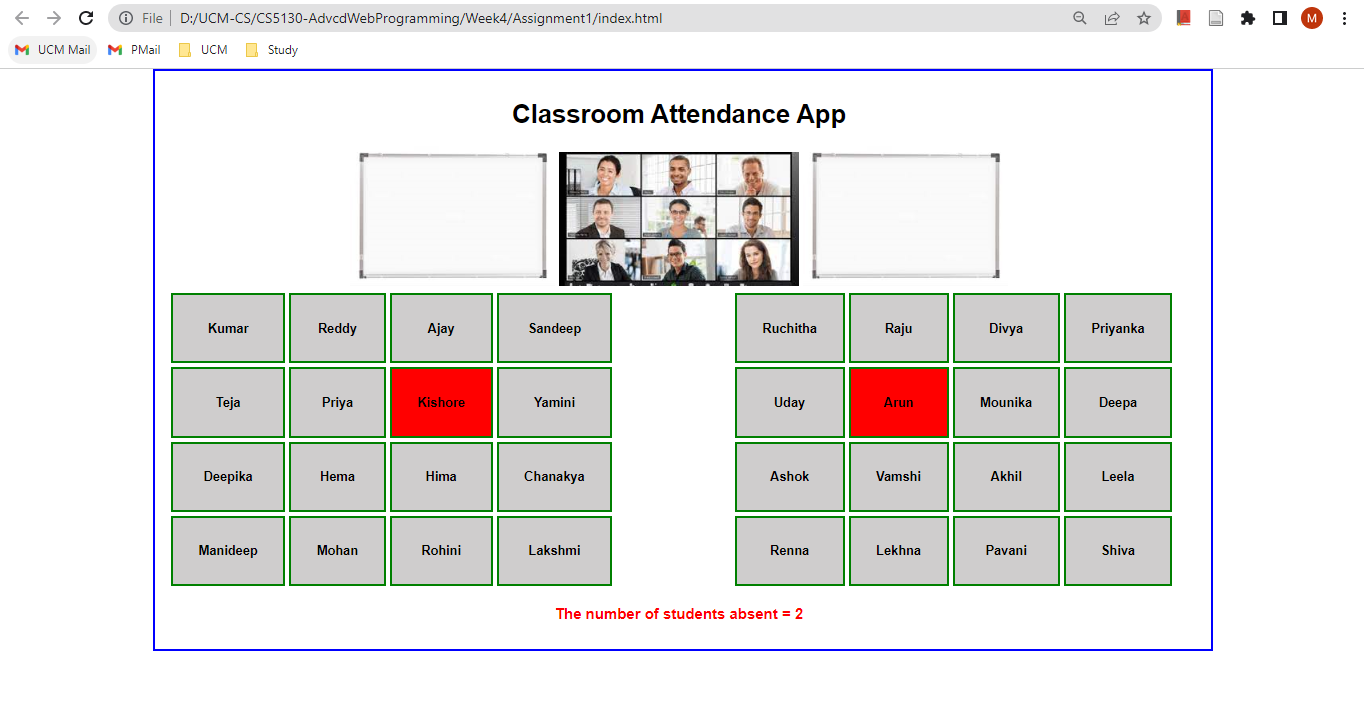 File D:/UCM-CS/CS5130-AdvcdWebProgramming/Week4/Assignment1/index.html M
UCM Mail PMail UCM Study
Classroom Attendance App
Kumar Reddy Ajay Sandeep Ruchitha Raju Divya Priyanka
Teja Priya Kishore Yamini Uday Arun Mounika Deepa
Deepika Hema Hima Chanakya Ashok Vamshi Akhil Leela
Manideep Mohan Rohini Lakshmi Renna Lekhna Pavani Shiva
The number of students absent = 2